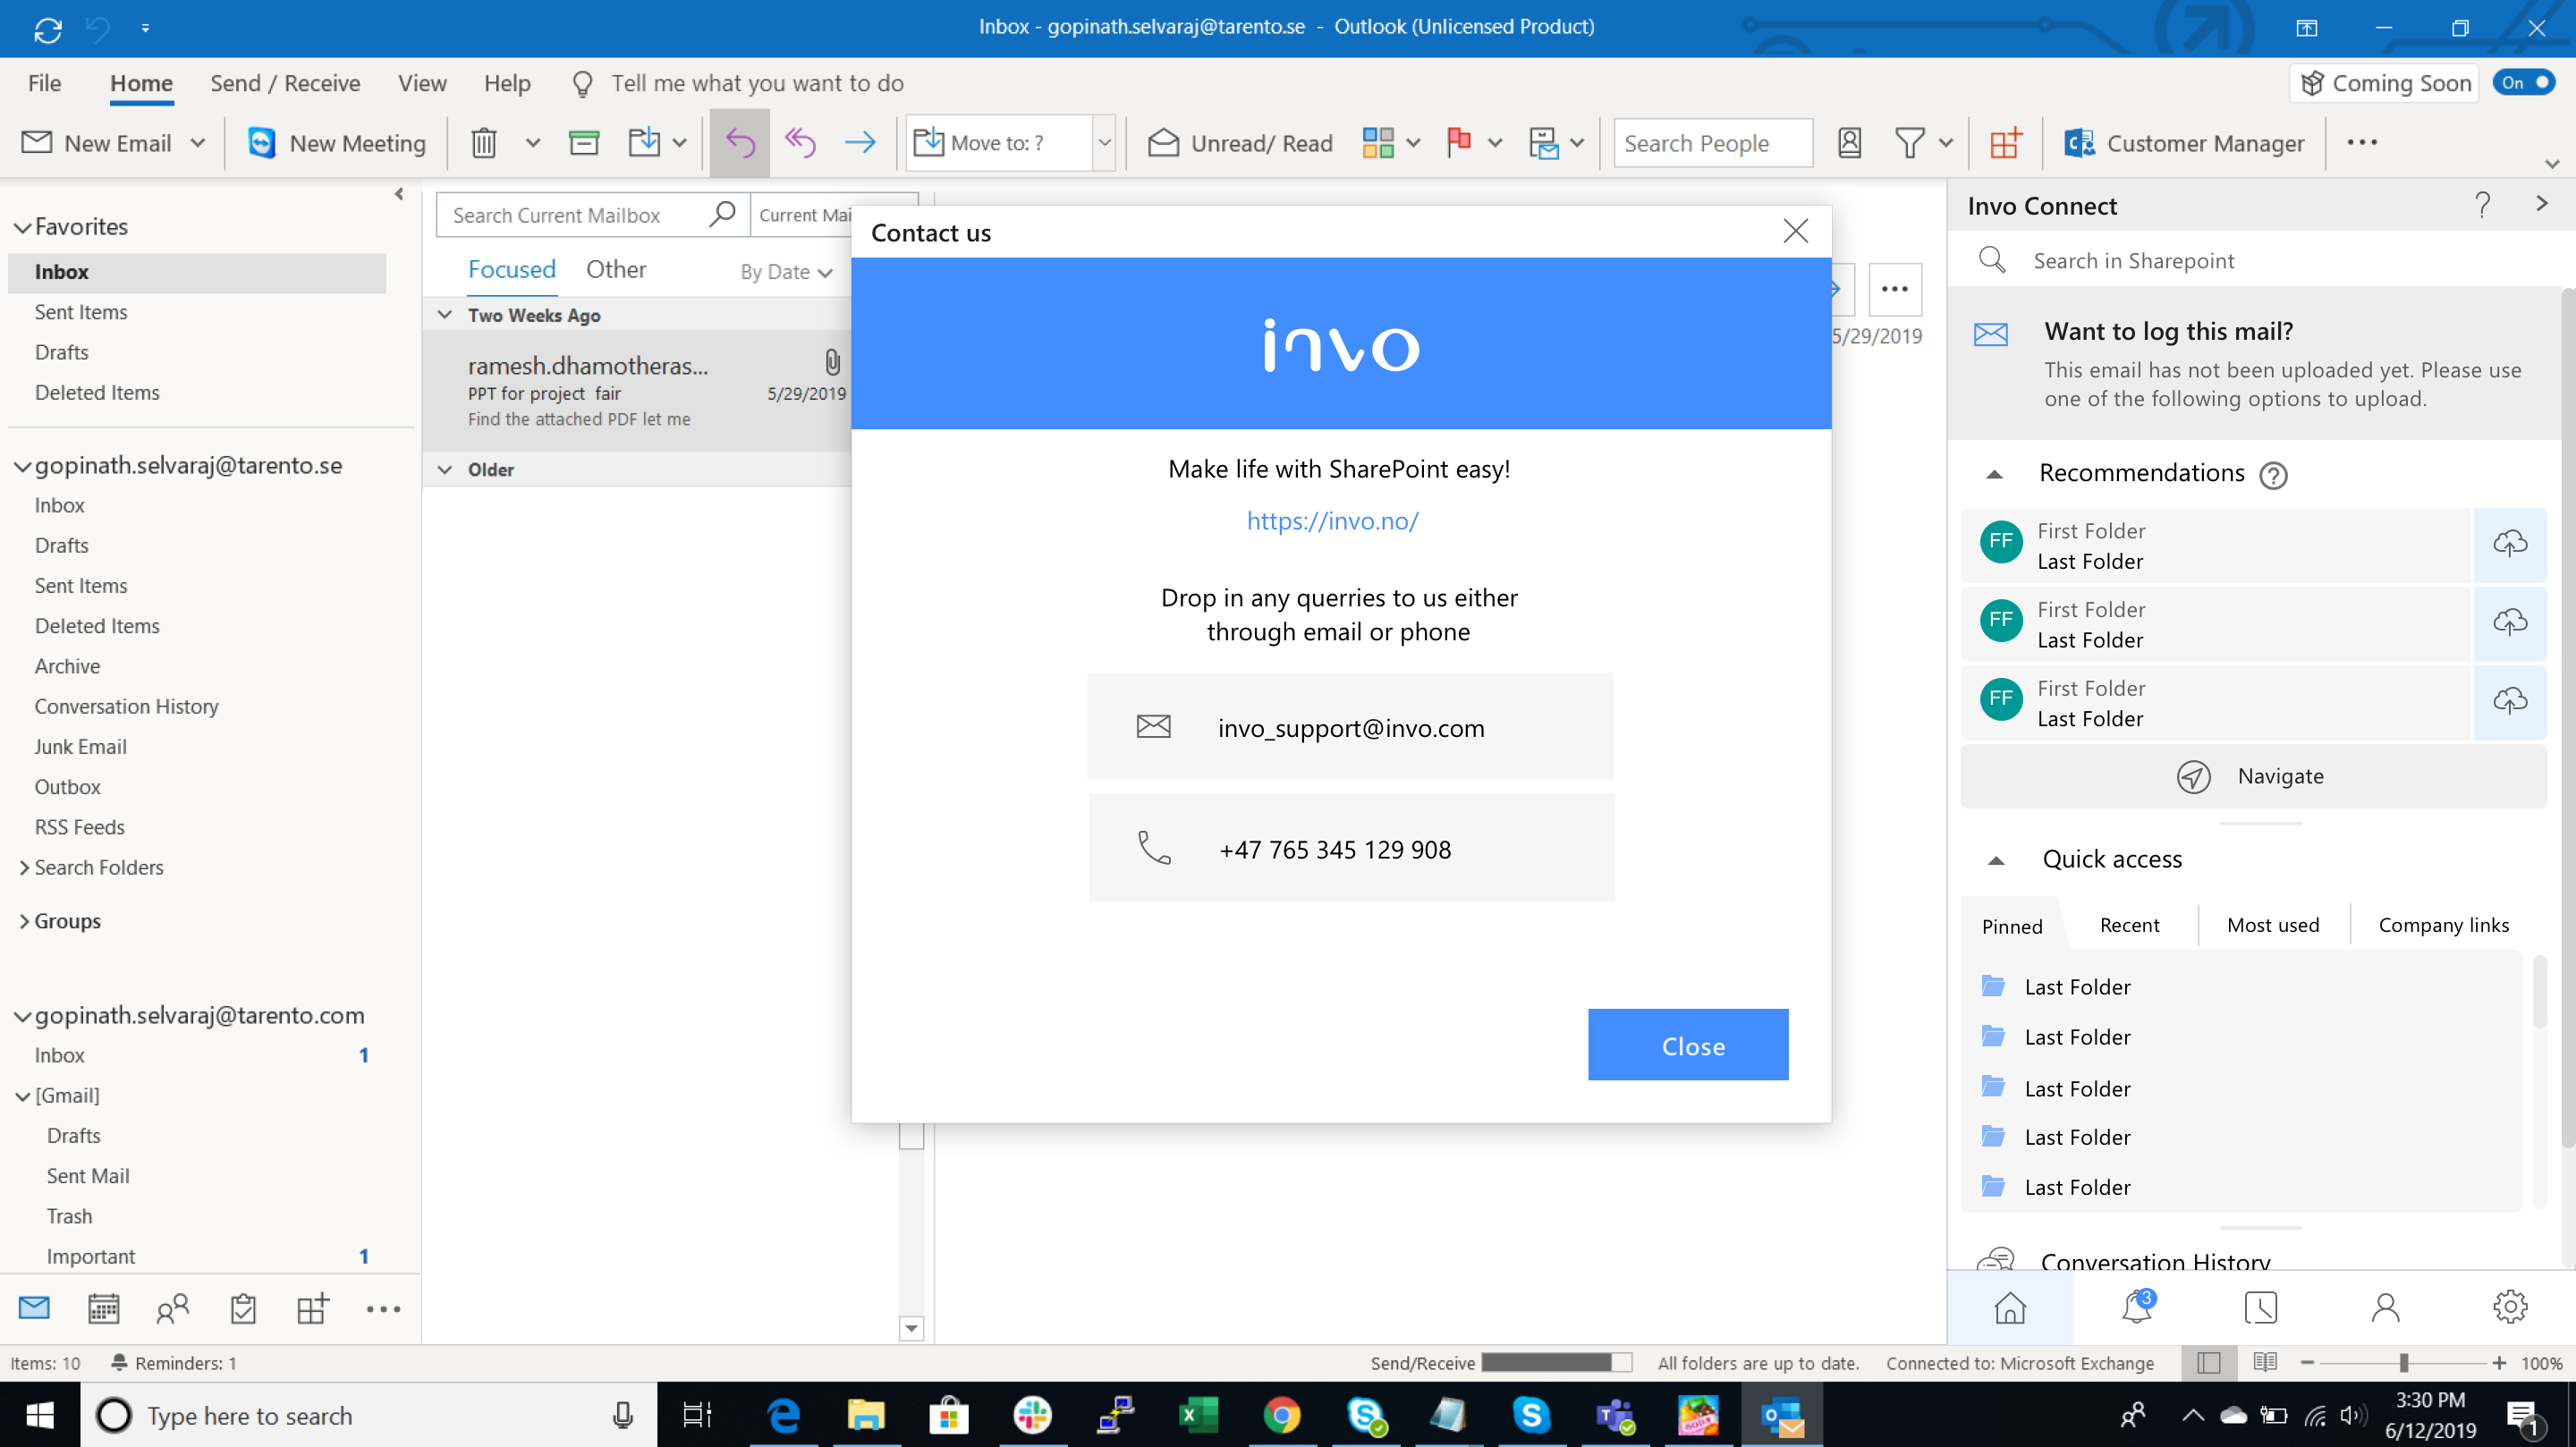 Inbox - gopinath.selvaraj@tarento.se - Outlook (Unlicensed Product)
File Home Send / Receive View Help Tell me what you want to do
Coming Soon On
New Email New Meeting Move to: ? Unread/ Read Search People Customer Manager
Favorites
Inbox
Sent Items
Drafts
Deleted Items
gopinath.selvaraj@tarento.se
Inbox
Drafts
Sent Items
Deleted Items
Archive
Conversation History
Junk Email
Outbox
RSS Feeds
Search Folders
Groups
gopinath.selvaraj@tarento.com
Inbox 1
[Gmail]
Drafts
Sent Mail
Trash
Important 1
Search Current Mailbox Current Mai
Focused Other By Date
Two Weeks Ago
ramesh.dhamotheras...
PPT for project fair 5/29/2019
Find the attached PDF let me
Older
5/29/2019
Contact us
invo
Make life with SharePoint easy!
https://invo.no/
Drop in any querries to us either
through email or phone
invo_support@invo.com
+47 765 345 129 908
Close
Invo Connect
Search in Sharepoint
Want to log this mail?
This email has not been uploaded yet. Please use
one of the following options to upload.
Recommendations
FF First Folder
Last Folder
FF First Folder
Last Folder
FF First Folder
Last Folder
Navigate
Quick access
Pinned Recent Most used Company links
Last Folder
Last Folder
Last Folder
Last Folder
Last Folder
Conversation History
3
Items: 10 Reminders: 1
Send/Receive All folders are up to date. Connected to: Microsoft Exchange 100%
Type here to search
3:30 PM
6/12/2019
1